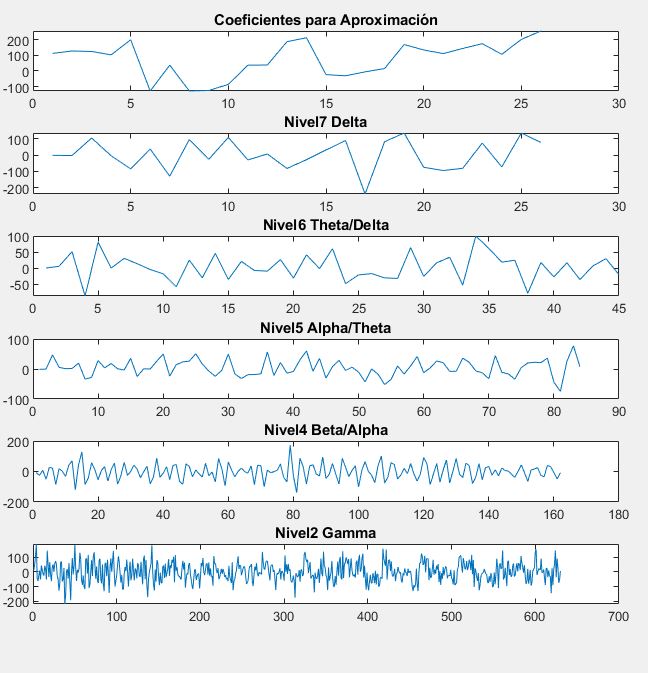 Coeficientes para Aproximación
200
100
0
-100
0 5 10 15 20 25 30
Nivel7 Delta
100
0
-100
-200
0 5 10 15 20 25 30
Nivel6 Theta/Delta
100
50
0
-50
0 5 10 15 20 25 30 35 40 45
Nivel5 Alpha/Theta
100
0
-100
0 10 20 30 40 50 60 70 80 90
Nivel4 Beta/Alpha
200
0
-200
0 20 40 60 80 100 120 140 160 180
Nivel2 Gamma
100
0
-100
-200
0 100 200 300 400 500 600 700